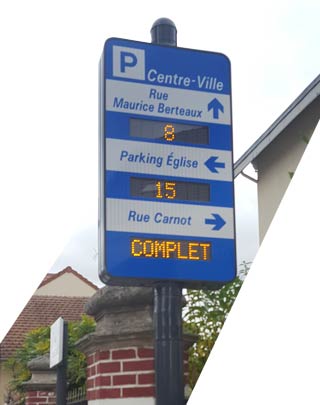 P Centre-Ville
Rue
Maurice Berteaux
8
Parking Église
15
Rue Carnot
COMPLET